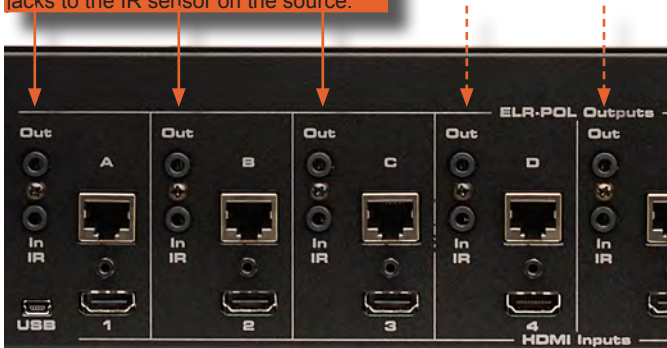 jacks to the IR sensor on the source.
ELR-POL Outputs
Out Out Out Out Out
A B C D
In In In In In
IR IR IR IR IR
USB 1 2 3 4
HDMI Inputs